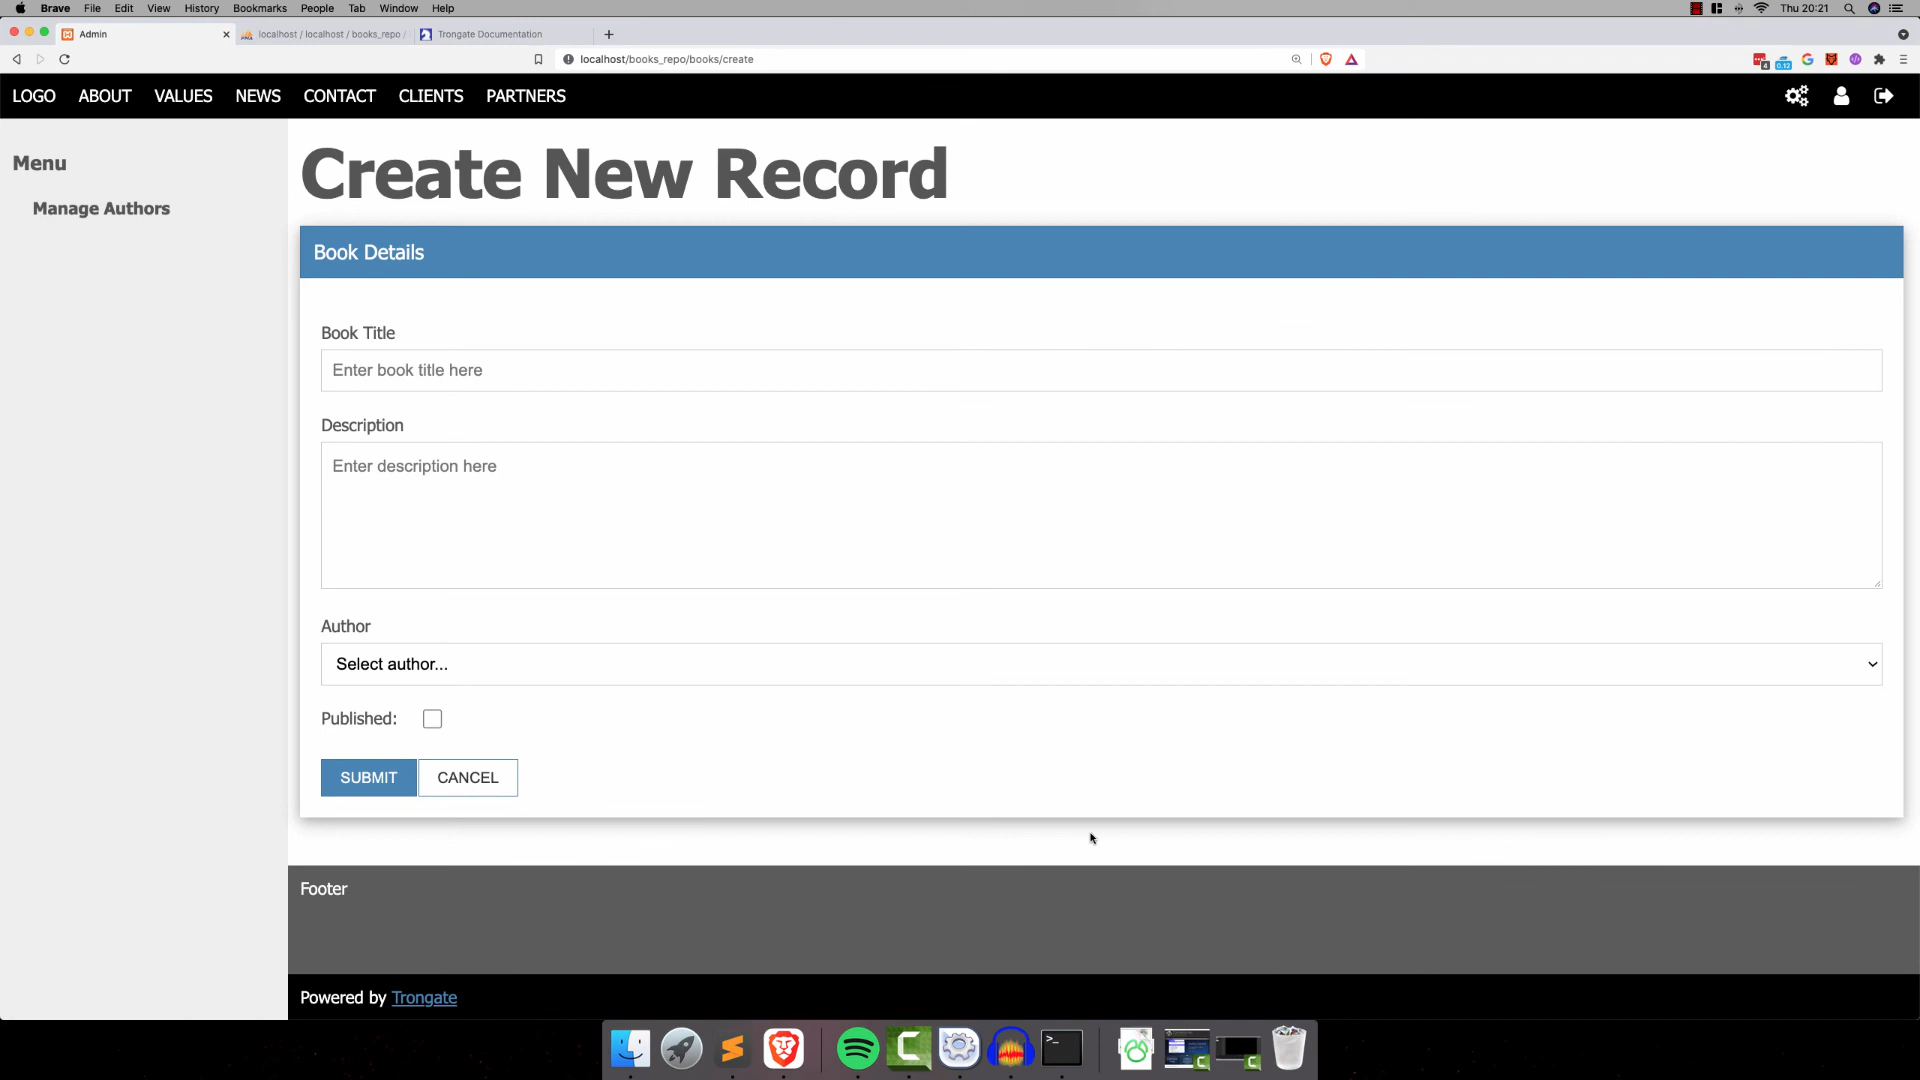 Brave File Edit View History Bookmarks People Tab Window Help Thu 20:21
Admin localhost / localhost / books_repo / Trongate Documentation
localhost/books_repo/books/create
LOGO ABOUT VALUES NEWS CONTACT CLIENTS PARTNERS
Menu
Manage Authors
Create New Record
Book Details
Book Title
Enter book title here
Description
Enter description here
Author
Select author...
Published:
SUBMIT CANCEL
Footer
Powered by Trongate